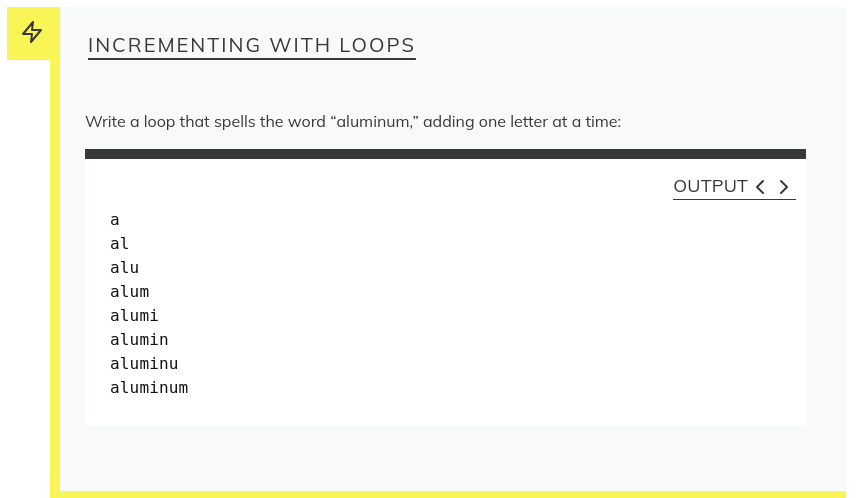 INCREMENTING WITH LOOPS
Write a loop that spells the word “aluminum,” adding one letter at a time:
OUTPUT < >
a
al
alu
alum
alumi
alumin
aluminu
aluminum